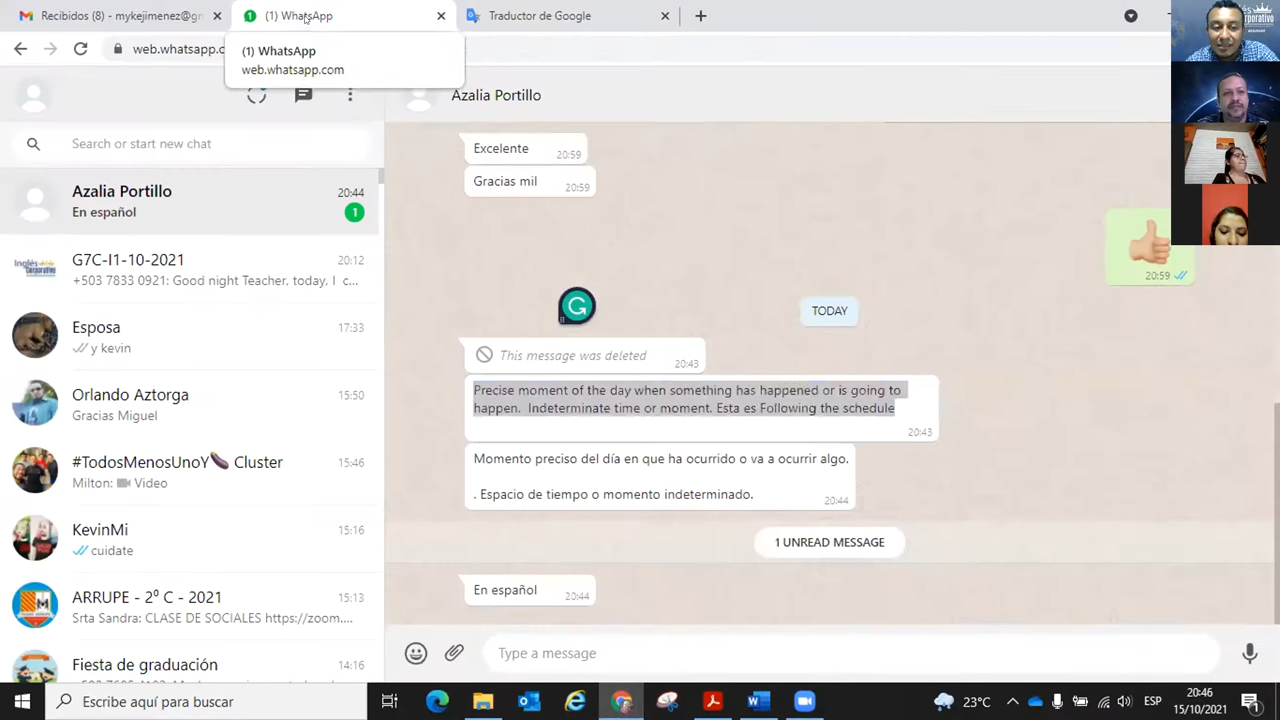 Recibidos (8) - mykejimenez@gm
(1) WhatsApp
Traductor de Google
web.whatsapp.c
(1) WhatsApp
web.whatsapp.com
Azalia Portillo
Search or start new chat
Azalia Portillo
20:44
En español
1
G7C-I1-10-2021
20:12
+503 7833 0921: Good night Teacher, today, I c...
Esposa
17:33
y kevin
Orlando Aztorga
15:50
Gracias Miguel
#TodosMenosUnoY🍆 Cluster
15:46
Milton: Video
KevinMi
15:16
cuidate
ARRUPE - 2º C - 2021
15:13
Srta Sandra: CLASE DE SOCIALES https://zoom....
Fiesta de graduación
14:16
Excelente
20:59
Gracias mil
20:59
20:59
TODAY
This message was deleted
20:43
Precise moment of the day when something has happened or is going to
happen. Indeterminate time or moment. Esta es Following the schedule
20:43
Momento preciso del día en que ha ocurrido o va a ocurrir algo.
. Espacio de tiempo o momento indeterminado.
20:44
1 UNREAD MESSAGE
En español
20:44
Type a message
Escribe aquí para buscar
23°C
ESP
20:46
15/10/2021